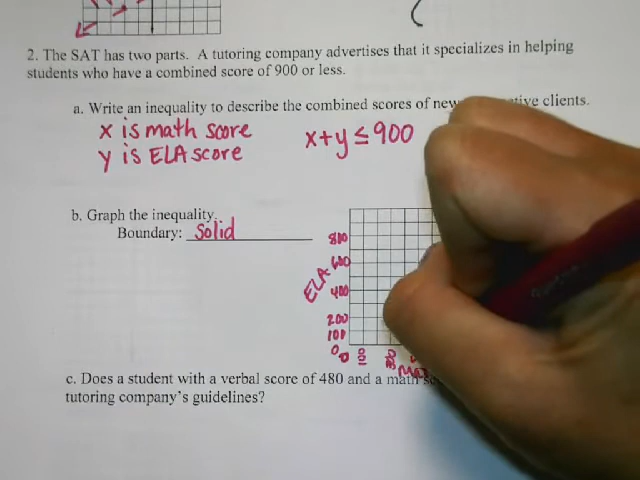 2. The SAT has two parts. A tutoring company advertises that it specializes in helping
students who have a combined score of 900 or less.
a. Write an inequality to describe the combined scores of clients.
x is math score
y is ELA score
x+y ≤ 900
b. Graph the inequality.
Boundary: Solid
800
600
ELA
400
200
100
0
0 100
c. Does a student with a verbal score of 480 and a math
tutoring company's guidelines?